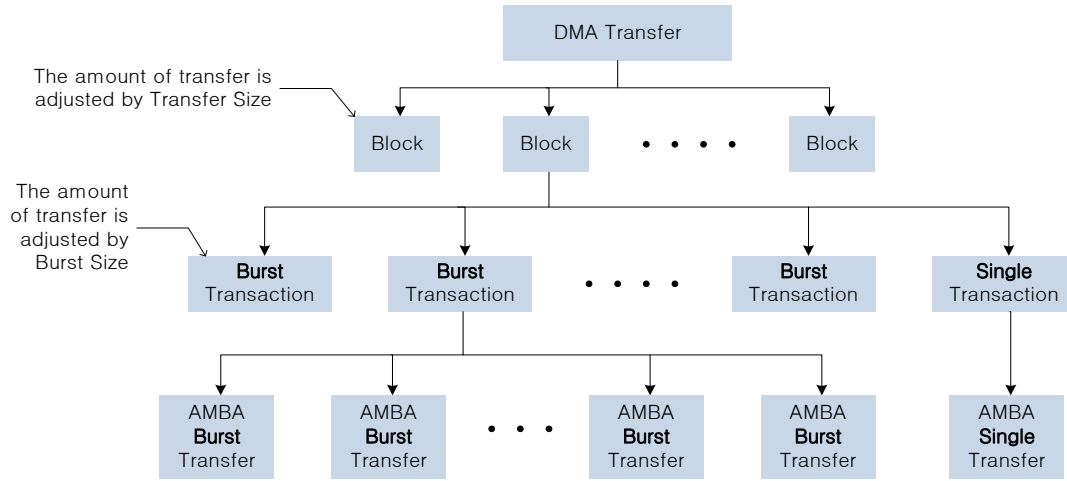 DMA Transfer
The amount of transfer is
adjusted by Transfer Size
Block
Block
Block
The amount
of transfer is
adjusted by
Burst Size
Burst
Transaction
Burst
Transaction
Burst
Transaction
Single
Transaction
AMBA
Burst
Transfer
AMBA
Burst
Transfer
AMBA
Burst
Transfer
AMBA
Burst
Transfer
AMBA
Single
Transfer